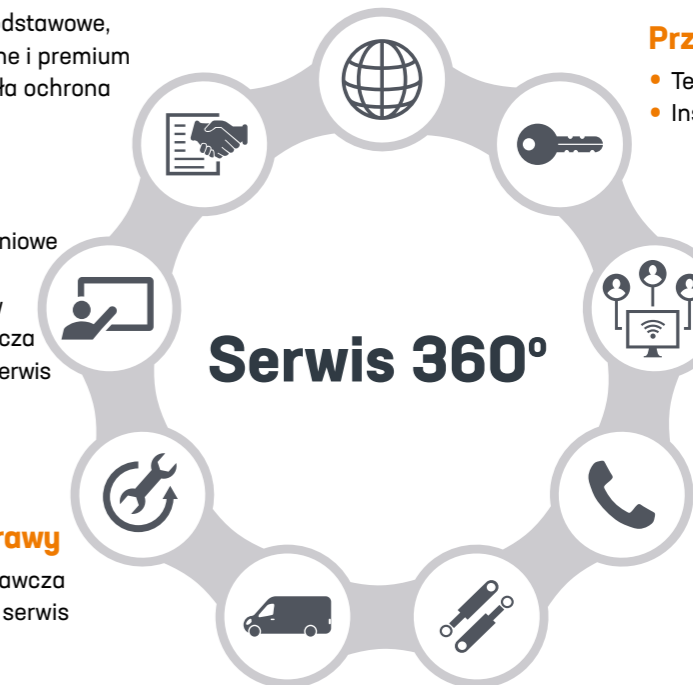 dstawowe,
ne i premium
ła ochrona
niowe
cza
erwis
rawy
awcza
serwis
Serwis 360º
Prz
• Te
• Ins